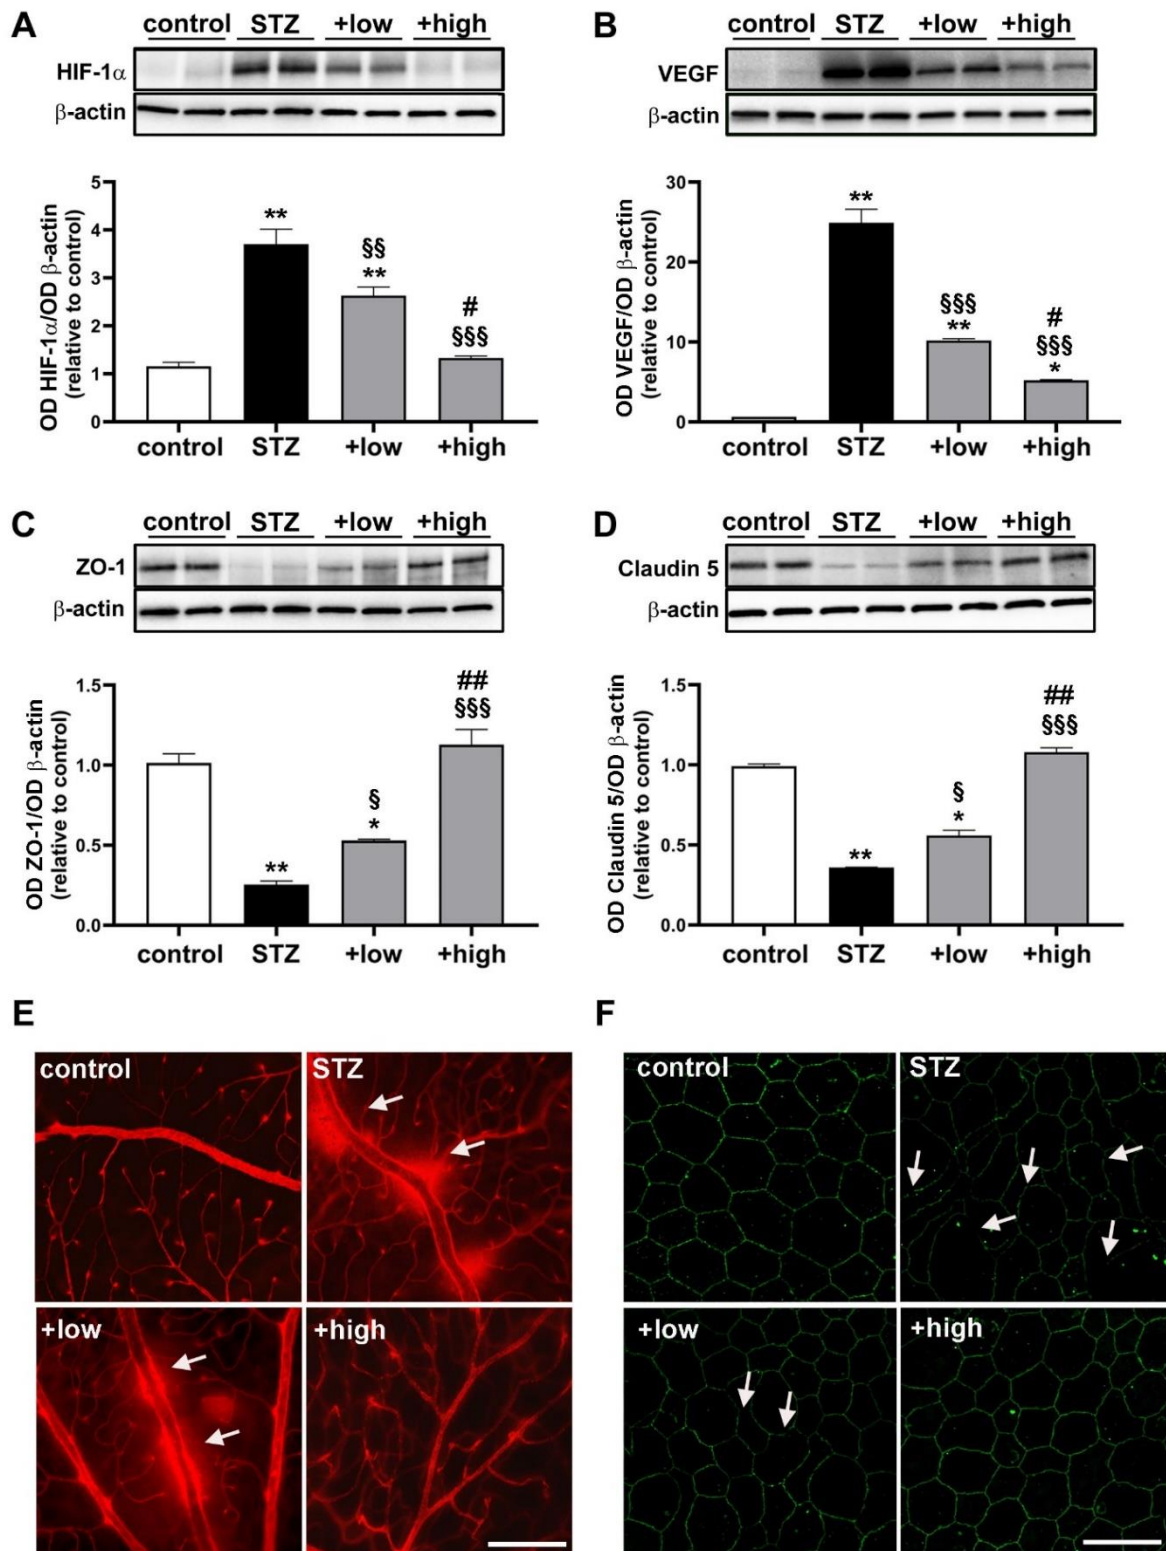 A
control STZ +low +high
HIF-1α
β-actin
OD HIF-1α/OD β-actin
(relative to control)
5
4
3
2
1
0
**
§§
**
#
§§§
control STZ +low +high
B
control STZ +low +high
VEGF
β-actin
OD VEGF/OD β-actin
(relative to control)
30
20
10
0
**
§§§
**
#
§§§
*
control STZ +low +high
C
control STZ +low +high
ZO-1
β-actin
OD ZO-1/OD β-actin
(relative to control)
1.5
1.0
0.5
0.0
**
§
*
##
§§§
control STZ +low +high
D
control STZ +low +high
Claudin 5
β-actin
OD Claudin 5/OD β-actin
(relative to control)
1.5
1.0
0.5
0.0
**
§
*
##
§§§
control STZ +low +high
E
control STZ
+low +high
F
control STZ
+low +high